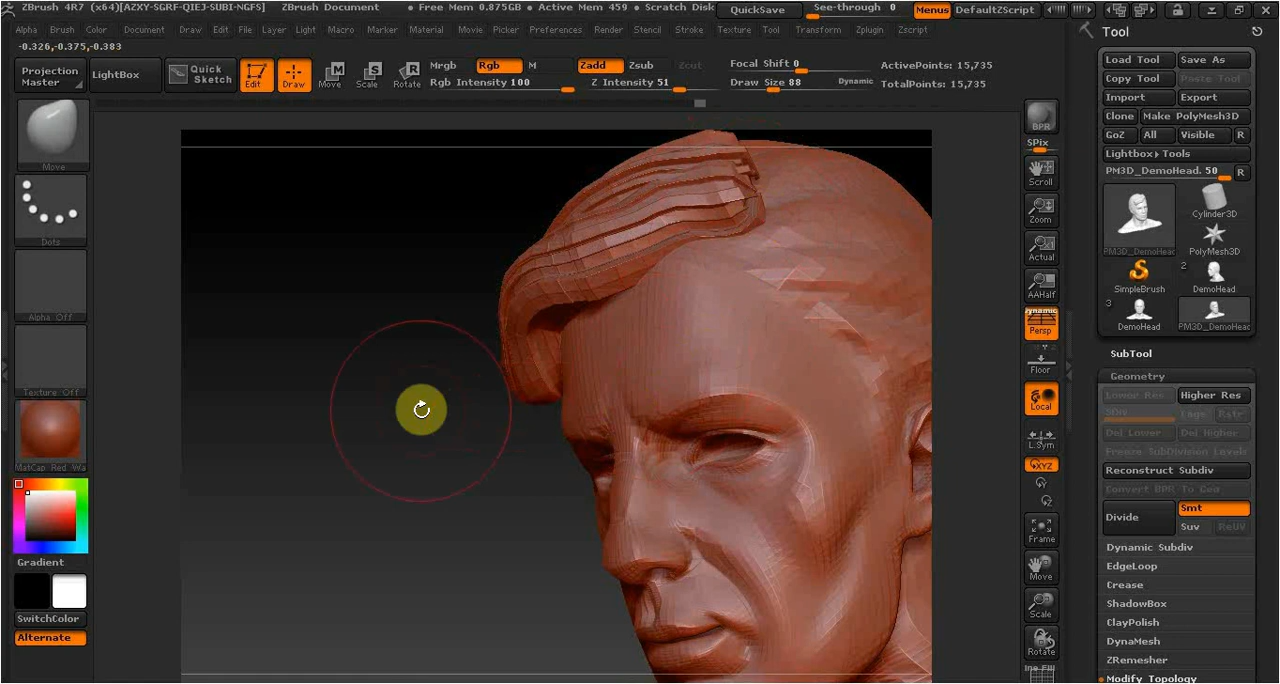 ZBrush 4R7 (x64)[AZXY-SGRF-QIEJ-SUBI-NGFS] ZBrush Document • Free Mem 0.875GB • Active Mem 459 • Scratch Disk QuickSave See-through 0 Menus DefaultZScript
Alpha Brush Color Document Draw Edit File Layer Light Macro Marker Movie Picker Preferences Render Stencil Stroke Texture Tool Transform Zplugin Zscript
Tool
-0.326,-0.375,-0.383
Projection Master
LightBox
Quick Sketch
Edit
Draw
Move
Scale
Rotate
Mrgb Rgb M
Rgb Intensity 100
Zadd Zsub Zcut
Z Intensity 51
Focal Shift 0
Draw Size 88 Dynamic
ActivePoints: 15,735
TotalPoints: 15,735
Load Tool Save As
Copy Tool Paste Tool
Import Export
Clone Make PolyMesh3D
GoZ All Visible R
Lightbox▸Tools
PM3D_DemoHead. 50 R
PM3D_DemoHeac
Cylinder3D
PolyMesh3D
SimpleBrush
2
DemoHead
3
DemoHead
PM3D_DemoHeac
SubTool
Geometry
Lower Res Higher Res
SDiv Cage Rstr
Del Lower Del Higher
Freeze SubDivision Levels
Reconstruct Subdiv
Convert BPR To Geo
Divide
Smt
Suv ReUV
Dynamic Subdiv
EdgeLoop
Crease
ShadowBox
ClayPolish
DynaMesh
ZRemesher
Modify Topology
Move
Dots
Alpha Off
Texture Off
MatCap Red Wa
Gradient
SwitchColor
Alternate
BPR
SPix
Scroll
Zoom
Actual
AAHalf
Dynamic
Persp
Floor
Local
L.Sym
XYZ
Y
Z
Frame
Move
Scale
Rotate